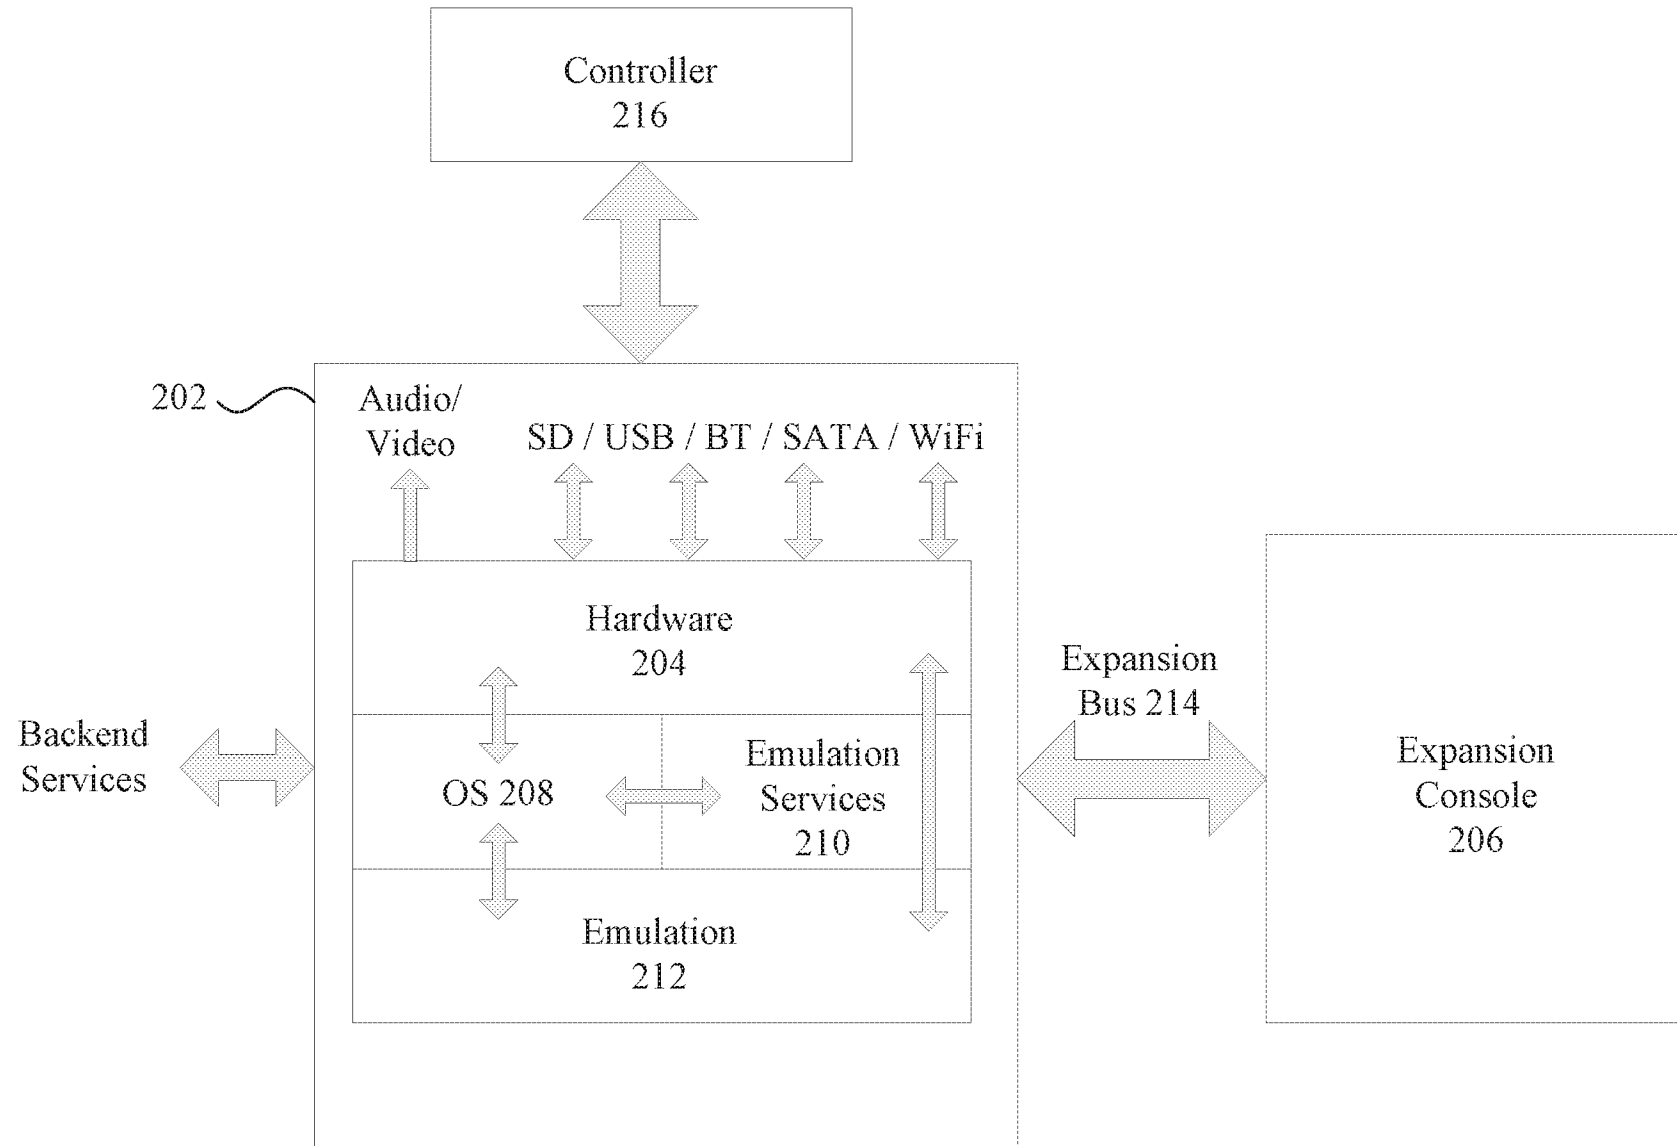 Controller
216
202
Audio/
Video
SD / USB / BT / SATA / WiFi
Hardware
204
Expansion
Bus 214
Backend
Services
OS 208
Emulation
Services
210
Expansion
Console
206
Emulation
212